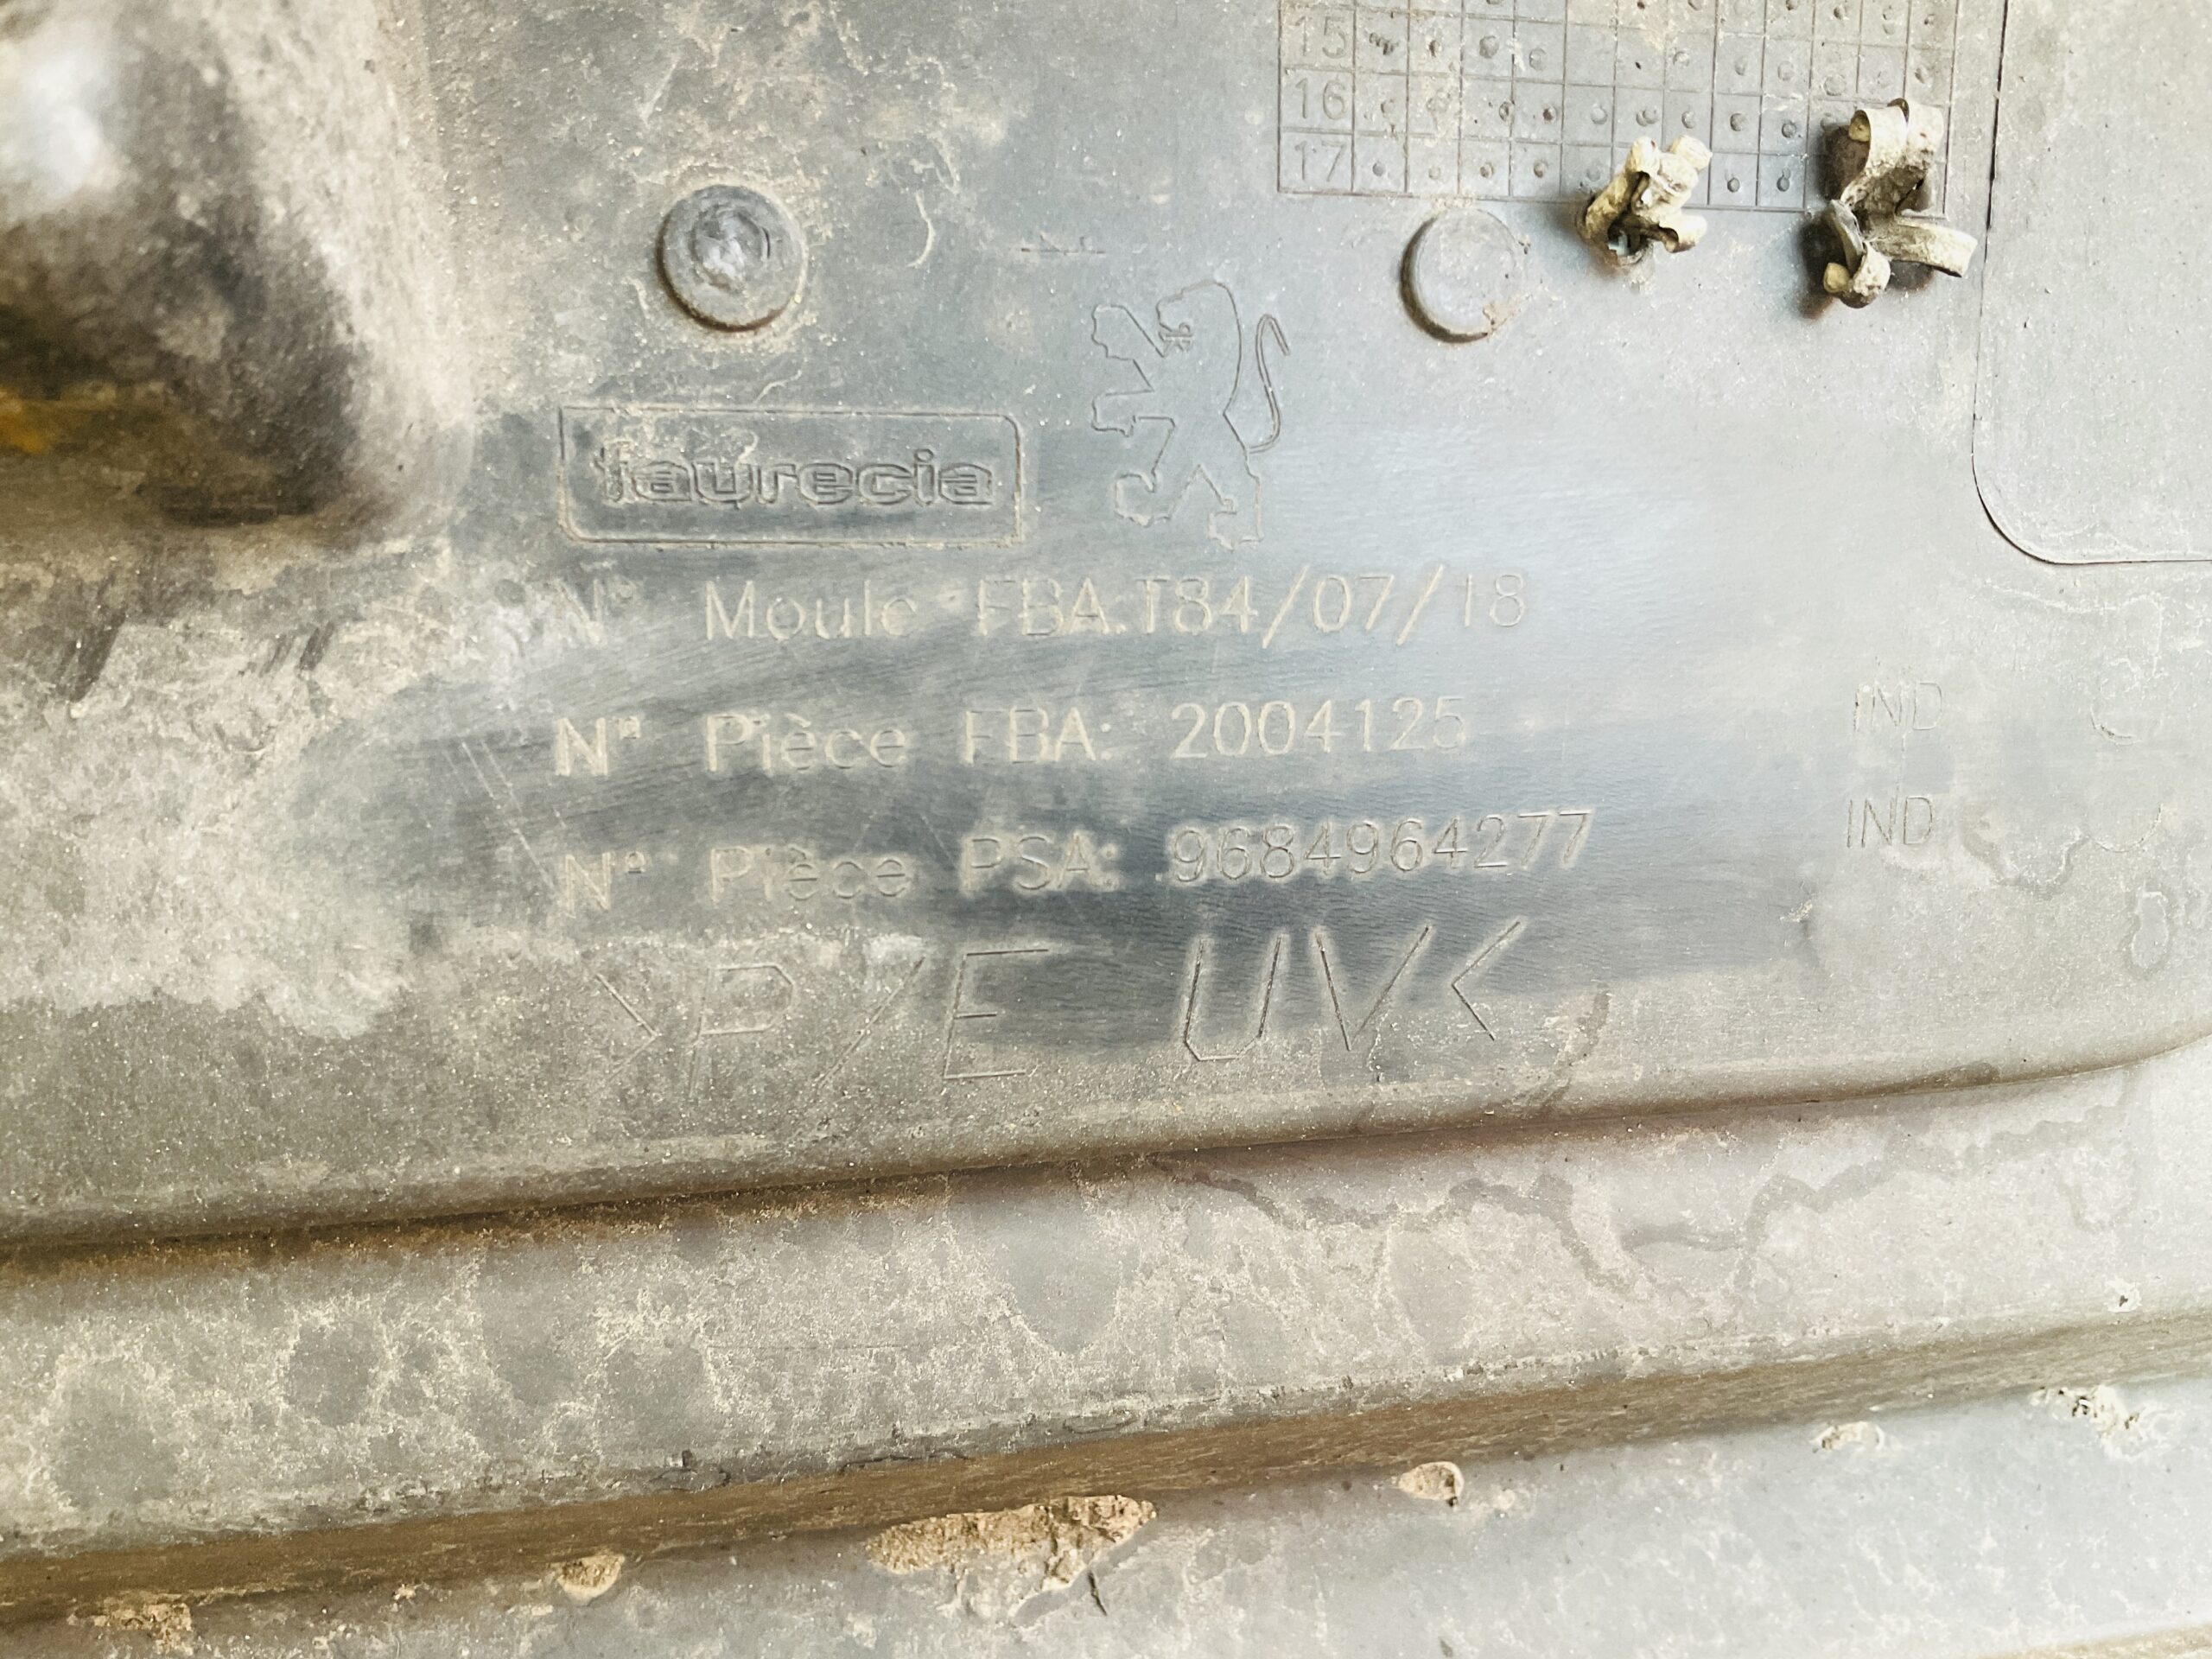 15
16
17
faurecia
N° Moule FBA.T84/07/18
N° Pièce FBA: 2004125 IND
N° Pièce PSA: 9684964277 IND
>P/E UV<